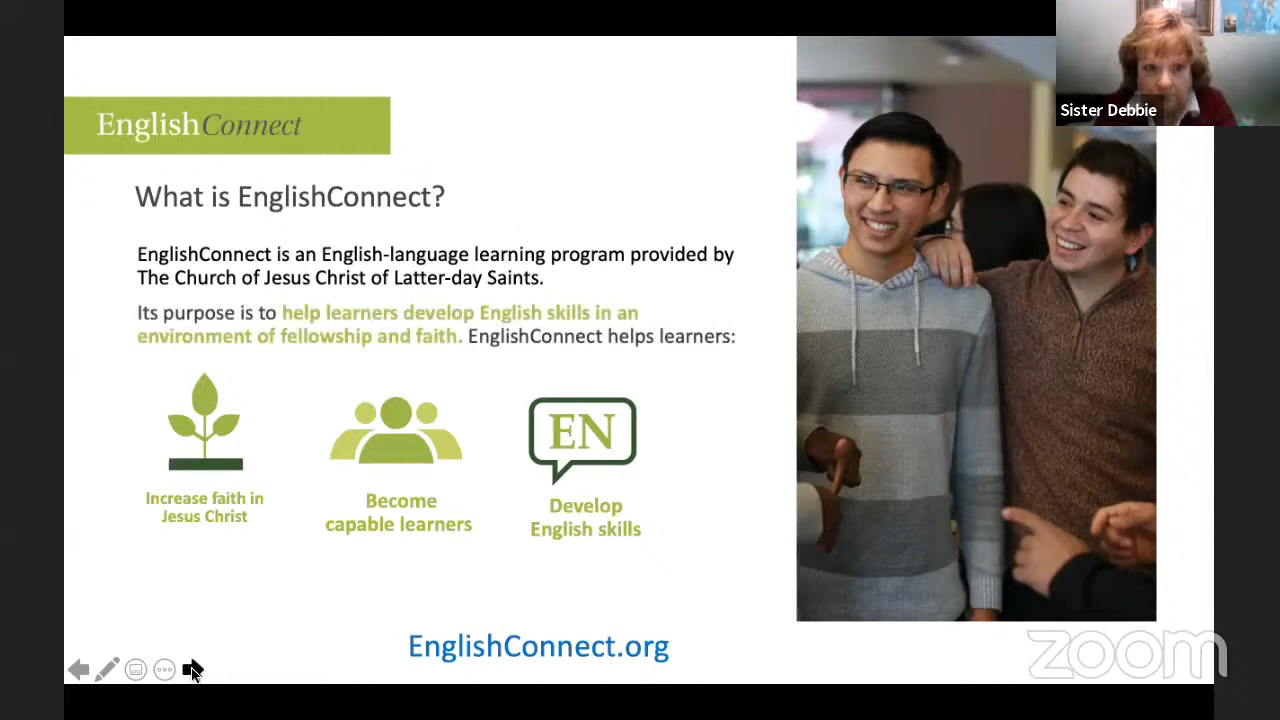 Sister Debbie
EnglishConnect
What is EnglishConnect?
EnglishConnect is an English-language learning program provided by
The Church of Jesus Christ of Latter-day Saints.
Its purpose is to help learners develop English skills in an
environment of fellowship and faith. EnglishConnect helps learners:
EN
Increase faith in
Jesus Christ
Become
capable learners
Develop
English skills
EnglishConnect.org
zoom